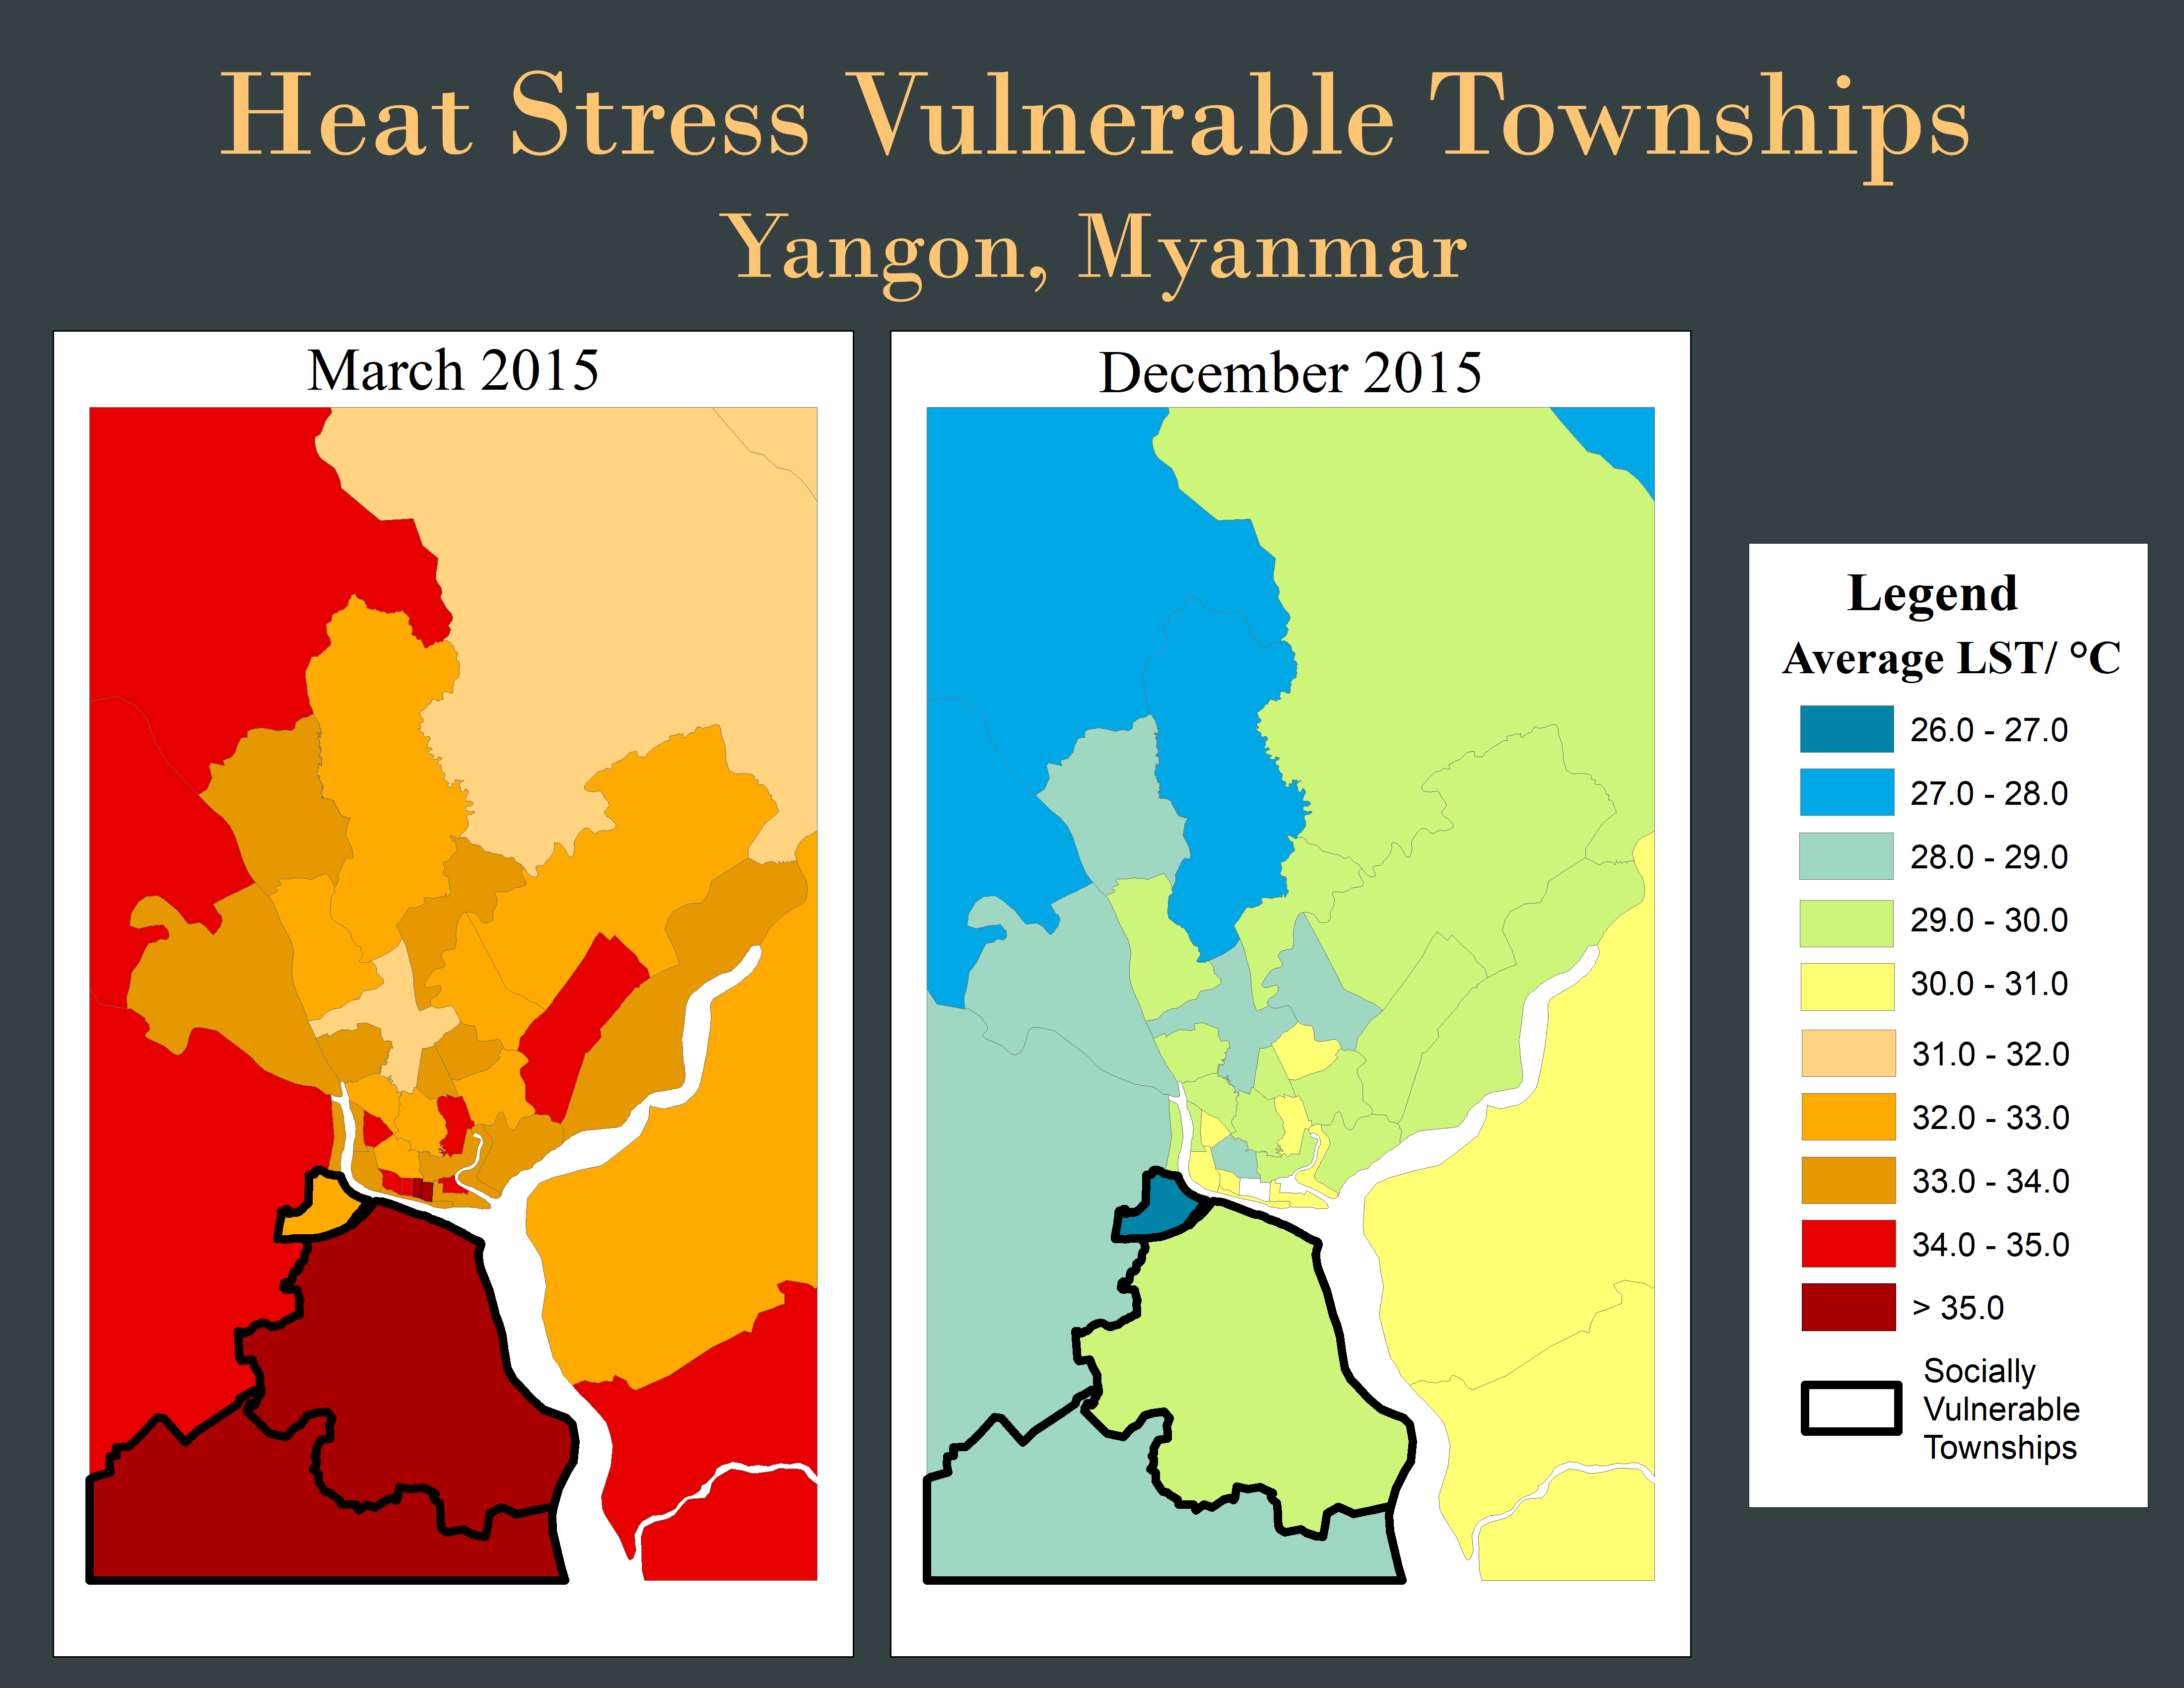 Heat Stress Vulnerable Townships
Yangon, Myanmar
March 2015
December 2015
Legend
Average LST/ °C
26.0 - 27.0
27.0 - 28.0
28.0 - 29.0
29.0 - 30.0
30.0 - 31.0
31.0 - 32.0
32.0 - 33.0
33.0 - 34.0
34.0 - 35.0
> 35.0
Socially
Vulnerable
Townships